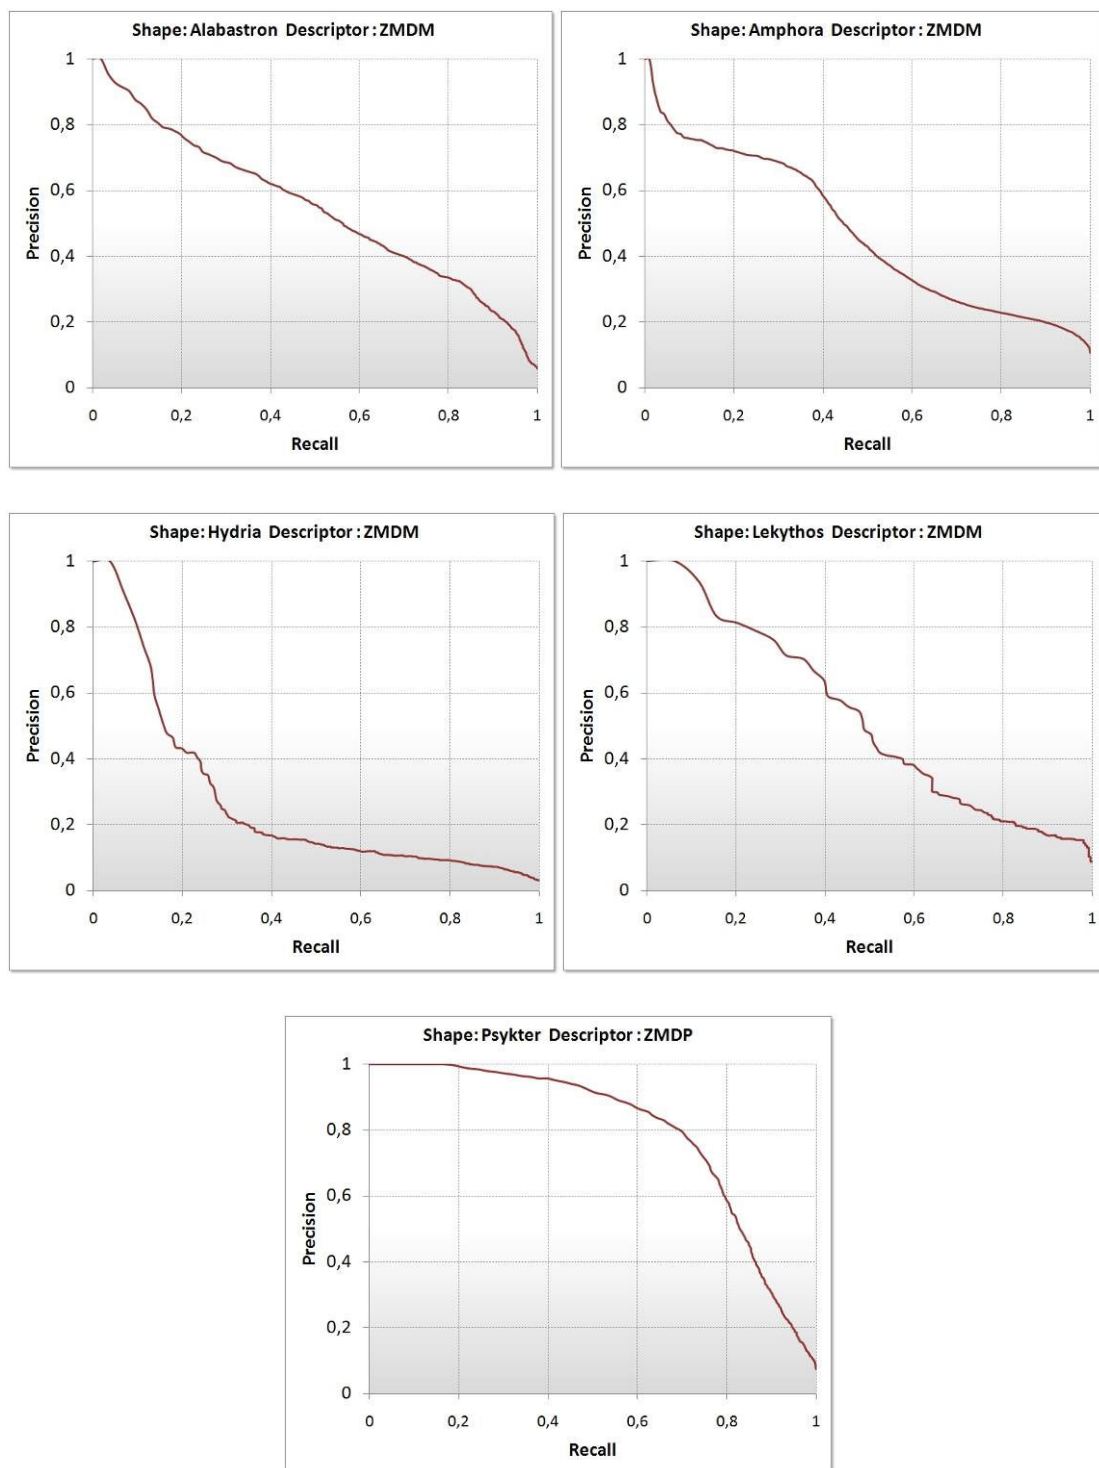 Shape: Alabastron Descriptor : ZMDM
1
0,8
0,6
0,4
0,2
0
Precision
0 0,2 0,4 0,6 0,8 1
Recall
Shape: Amphora Descriptor : ZMDM
1
0,8
0,6
0,4
0,2
0
Precision
0 0,2 0,4 0,6 0,8 1
Recall
Shape: Hydria Descriptor : ZMDM
1
0,8
0,6
0,4
0,2
0
Precision
0 0,2 0,4 0,6 0,8 1
Recall
Shape: Lekythos Descriptor : ZMDM
1
0,8
0,6
0,4
0,2
0
Precision
0 0,2 0,4 0,6 0,8 1
Recall
Shape: Psykter Descriptor : ZMDP
1
0,8
0,6
0,4
0,2
0
Precision
0 0,2 0,4 0,6 0,8 1
Recall